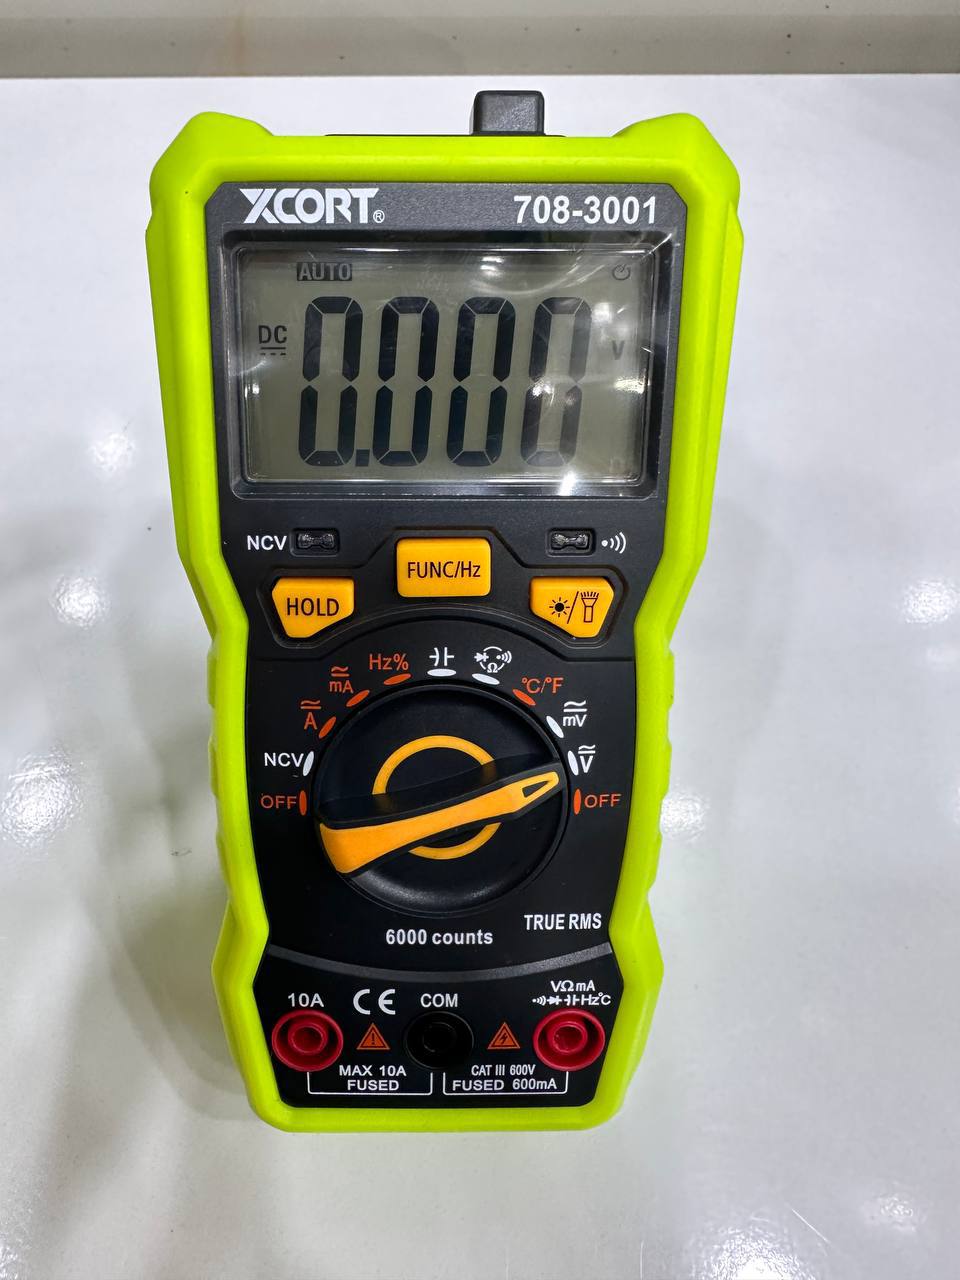 XCORT® 708-3001
AUTO
DC 0.000 V
NCV
FUNC/Hz
HOLD
Hz%
mA
°C/°F
A
mV
NCV
V
OFF
OFF
TRUE RMS
6000 counts
VΩmA
10A CE COM Hz°C
MAX 10A CAT III 600V
FUSED FUSED 600mA